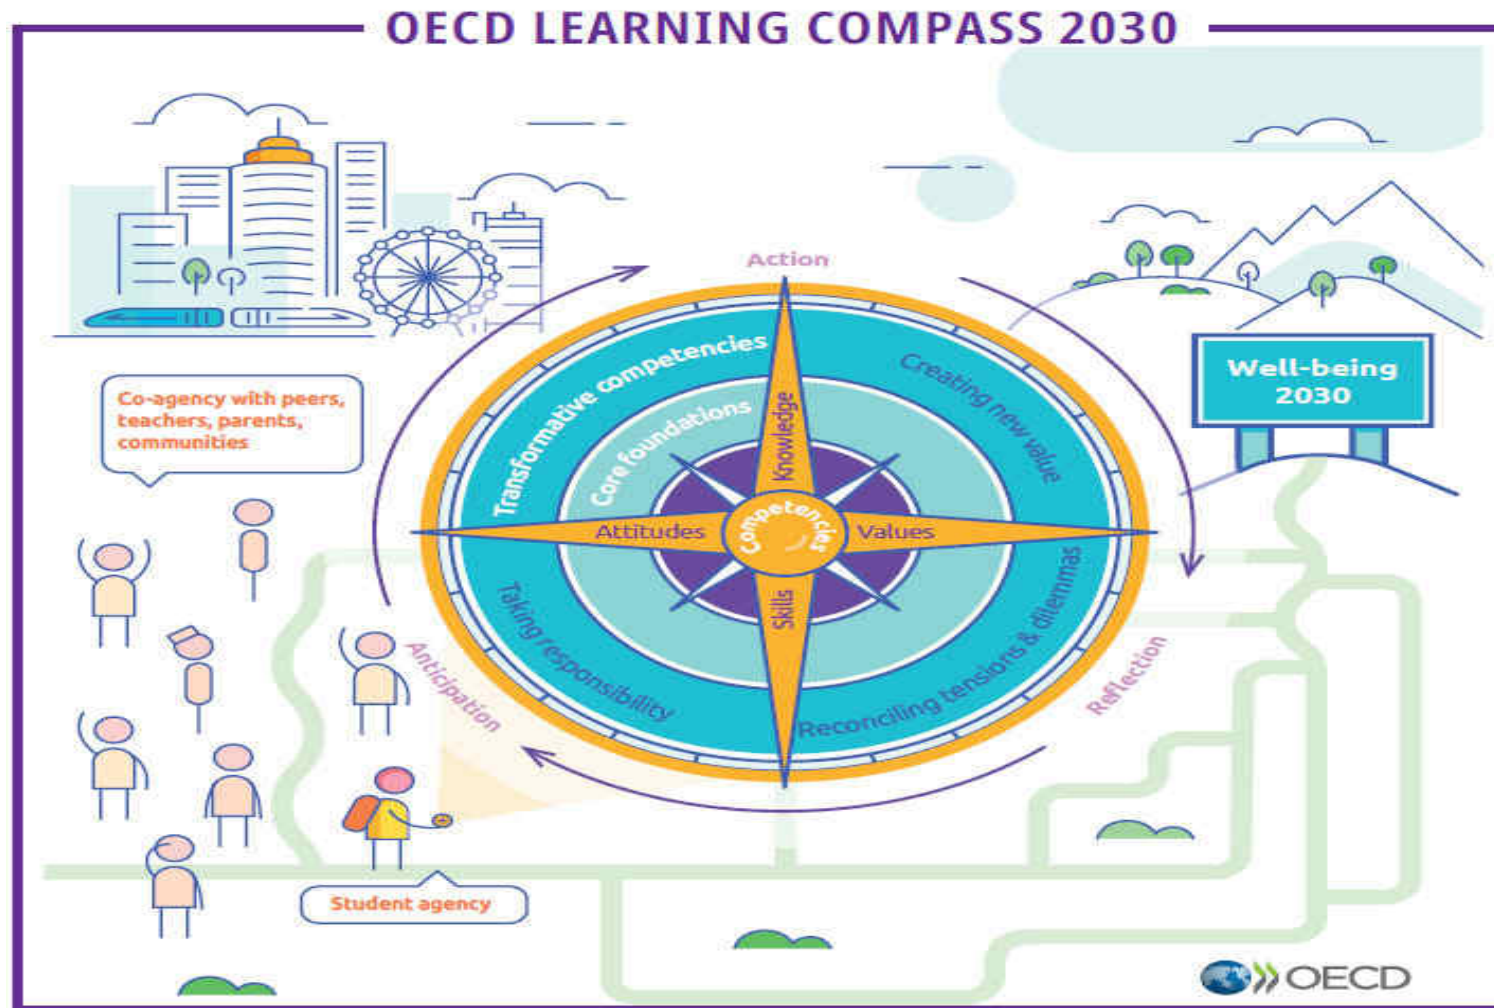 OECD LEARNING COMPASS 2030
Action
Co-agency with peers,
teachers, parents,
communities
Transformative competencies
Creating new value
Well-being
2030
Core foundations
Knowledge
Attitudes
Competencies
Values
Skills
Taking responsibility
Reconciling tensions & dilemmas
Anticipation
Reflection
Student agency
OECD